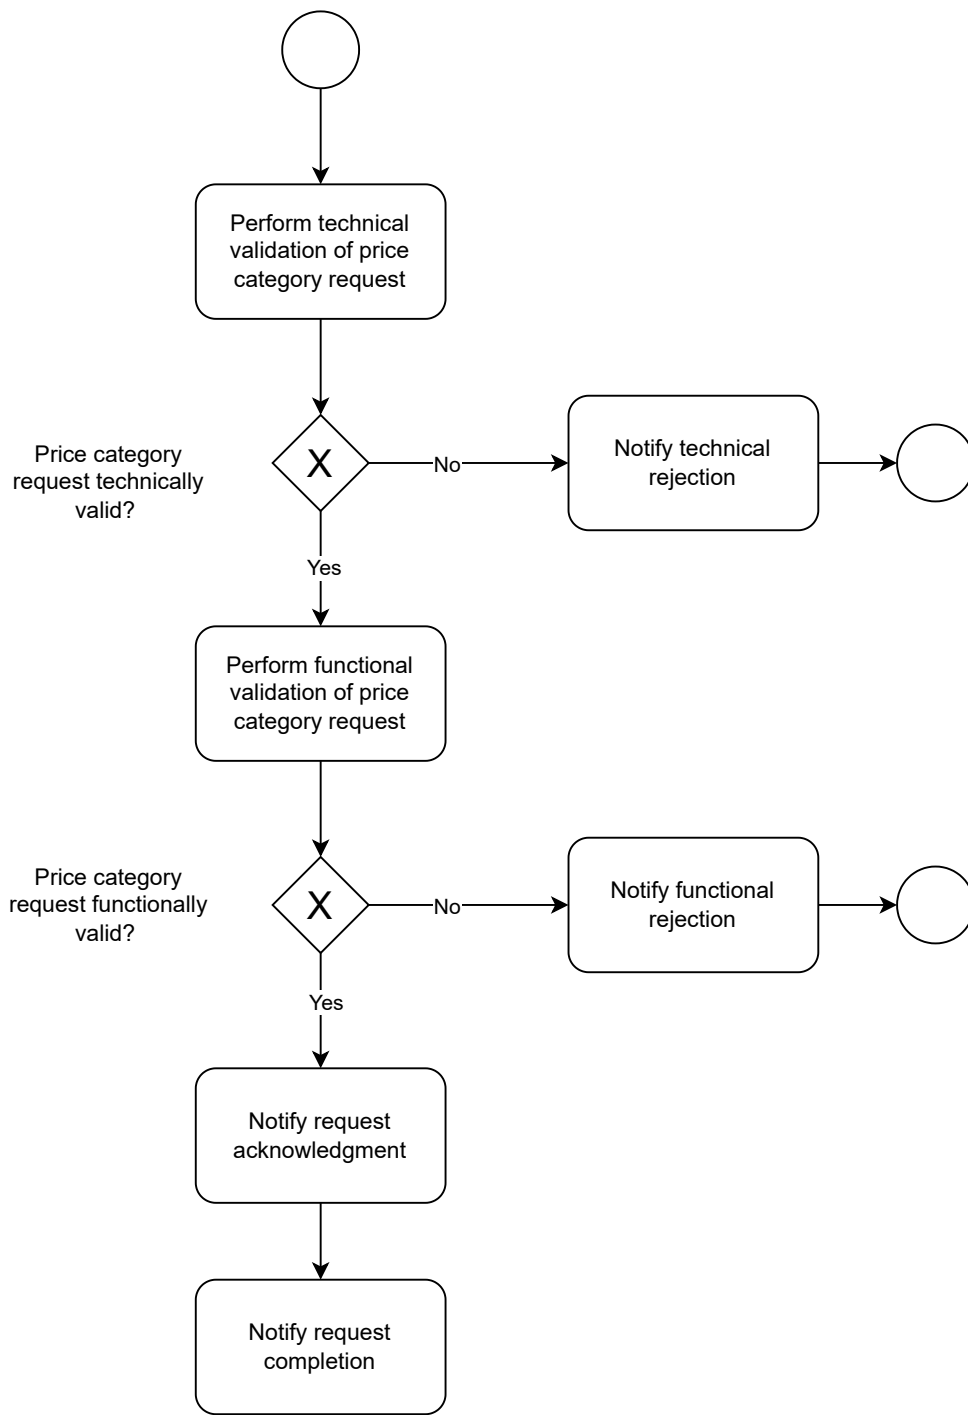 Perform technical
validation of price
category request
Price category
request technically
valid?
X
No
Notify technical
rejection
Yes
Perform functional
validation of price
category request
Price category
request functionally
valid?
X
No
Notify functional
rejection
Yes
Notify request
acknowledgment
Notify request
completion